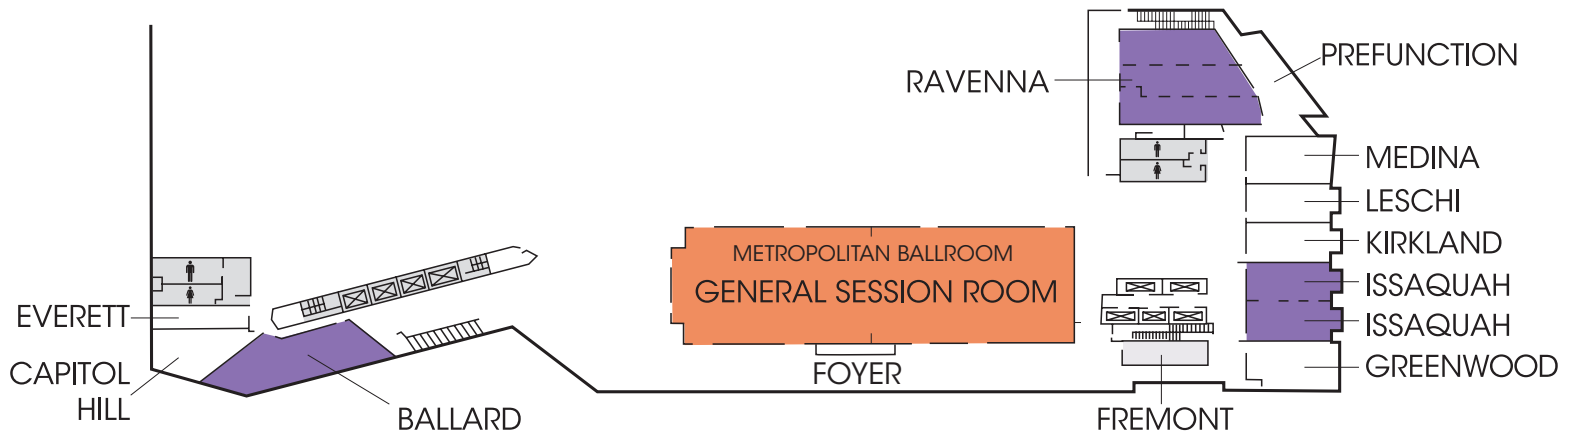 RAVENNA
PREFUNCTION
MEDINA
LESCHI
KIRKLAND
ISSAQUAH
ISSAQUAH
GREENWOOD
METROPOLITAN BALLROOM
GENERAL SESSION ROOM
FOYER
FREMONT
EVERETT
CAPITOL
HILL
BALLARD